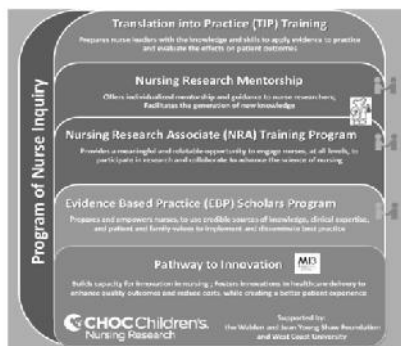 Program of Nurse Inquiry
Translation into Practice (TIP) Training
Prepares nurse leaders with the knowledge and skills to apply evidence to practice
and evaluate the effects on patient outcomes
Nursing Research Mentorship
Offers individualized mentorship and guidance to nurse researchers;
Facilitates the generation of new knowledge
Nursing Research Associate (NRA) Training Program
Provides a meaningful and relatable opportunity to engage nurses, at all levels, to
participate in research and collaborate to advance the science of nursing
Evidence Based Practice (EBP) Scholars Program
Prepares and empowers nurses, to use credible sources of knowledge, clinical expertise,
and patient and family values to implement and disseminate best practice
Pathway to Innovation
MI3
Builds capacity for innovation in nursing; fosters innovations in healthcare delivery to
enhance quality outcomes and reduce costs, while creating a better patient experience
CHOC Children's
Nursing Research
Supported by:
the Walden and Jean Young Shaw Foundation
and West Coast University